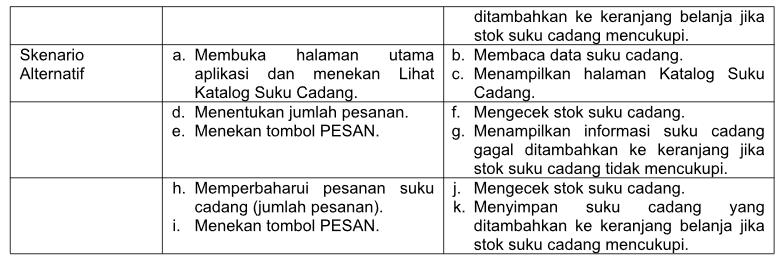 ditambahkan ke keranjang belanja jika
stok suku cadang mencukupi.
Skenario
Alternatif
a. Membuka halaman utama
aplikasi dan menekan Lihat
Katalog Suku Cadang.
b. Membaca data suku cadang.
c. Menampilkan halaman Katalog Suku
Cadang.
d. Menentukan jumlah pesanan.
e. Menekan tombol PESAN.
f. Mengecek stok suku cadang.
g. Menampilkan informasi suku cadang
gagal ditambahkan ke keranjang jika
stok suku cadang tidak mencukupi.
h. Memperbaharui pesanan suku
cadang (jumlah pesanan).
i. Menekan tombol PESAN.
j. Mengecek stok suku cadang.
k. Menyimpan suku cadang yang
ditambahkan ke keranjang belanja jika
stok suku cadang mencukupi.